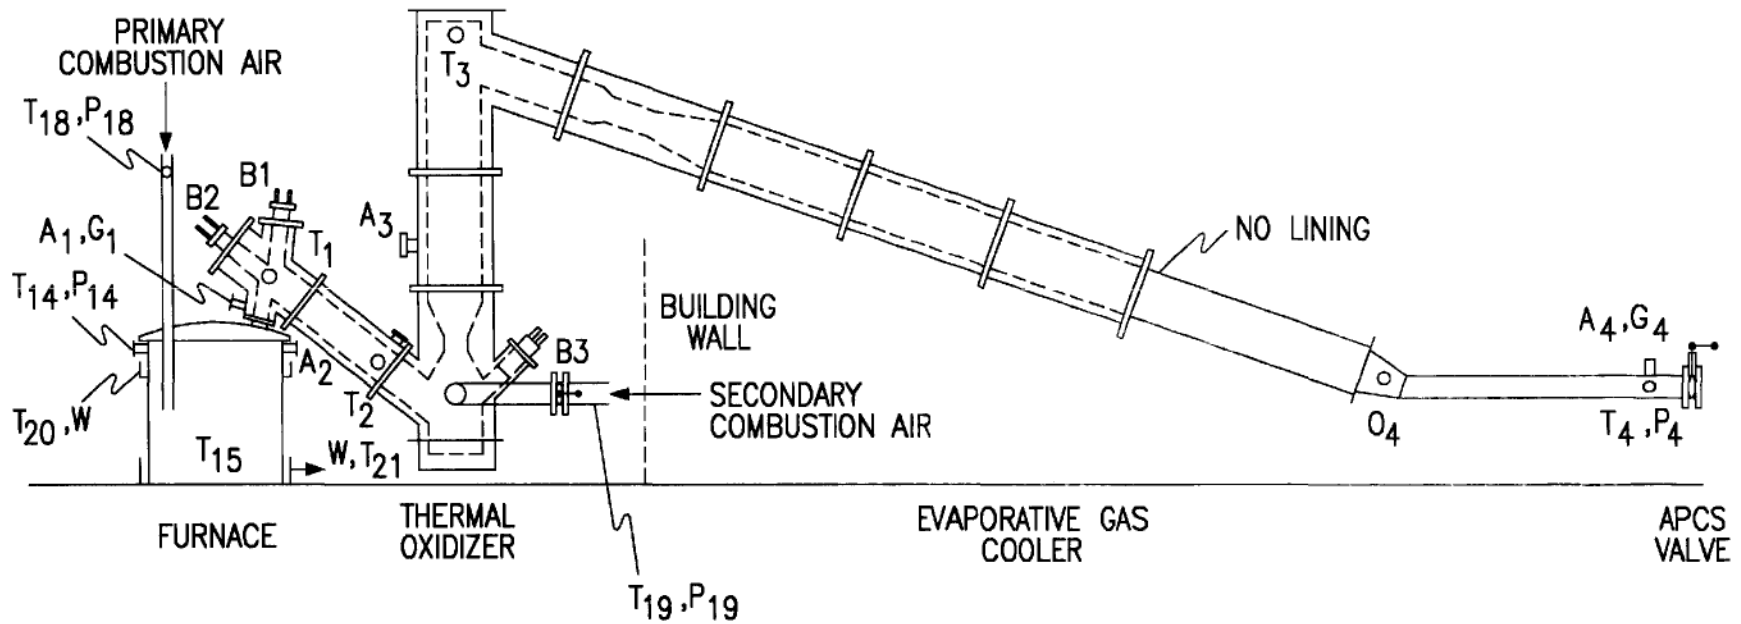 PRIMARY
COMBUSTION AIR
T18,P18
B1
B2
A1,G1
T1
T14,P14
A3
T3
NO LINING
BUILDING
WALL
A4,G4
A2
T2
B3
SECONDARY
COMBUSTION AIR
O4
T4,P4
T20,W
T15
W,T21
FURNACE
THERMAL
OXIDIZER
EVAPORATIVE GAS
COOLER
APCS
VALVE
T19,P19